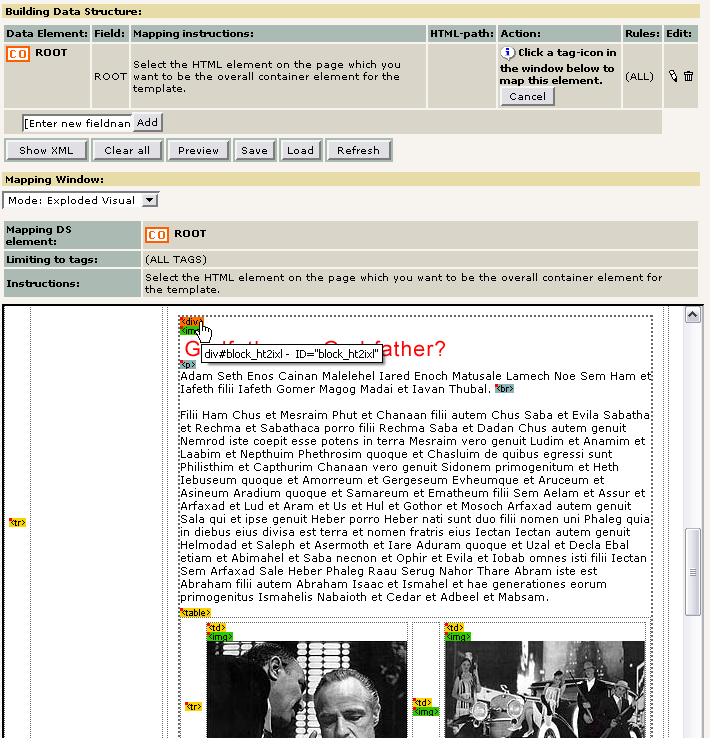 Building Data Structure:
Data Element: Field: Mapping instructions: HTML-path: Action: Rules: Edit:
CO ROOT
ROOT
Select the HTML element on the page which you
want to be the overall container element for the
template.
Click a tag-icon in
the window below to
map this element.
Cancel
(ALL)
[Enter new fieldnan Add
Show XML Clear all Preview Save Load Refresh
Mapping Window:
Mode: Exploded Visual
Mapping DS
element:
CO ROOT
Limiting to tags: (ALL TAGS)
Instructions:
Select the HTML element on the page which you want to be the overall container element for
the template.
<div>
<img>
father?
div#block_ht2ixl - ID="block_ht2ixl"
<p>
Adam Seth Enos Cainan Malelehel Iared Enoch Matusale Lamech Noe Sem Ham et
Iafeth filii Iafeth Gomer Magog Madai et Iavan Thubal. <br>
Filii Ham Chus et Mesraim Phut et Chanaan filii autem Chus Saba et Evila Sabatha
et Rechma et Sabathaca porro filii Rechma Saba et Dadan Chus autem genuit
Nemrod iste coepit esse potens in terra Mesraim vero genuit Ludim et Anamim et
Laabim et Nepthuim Phethrosim quoque et Chasluim de quibus egressi sunt
Philisthim et Capthurim Chanaan vero genuit Sidonem primogenitum et Heth
Iebuseum quoque et Amorreum et Gergeseum Evheumque et Aruceum et
Asineum Aradium quoque et Samareum et Ematheum filii Sem Aelam et Assur et
Arfaxad et Lud et Aram et Us et Hul et Gothor et Mosoch Arfaxad autem genuit
Sala qui et ipse genuit Heber porro Heber nati sunt duo filii nomen uni Phaleg quia
in diebus eius divisa est terra et nomen fratris eius Iectan Iectan autem genuit
Helmodad et Saleph et Asermoth et Iare Aduram quoque et Uzal et Decla Ebal
etiam et Abimahel et Saba necnon et Ophir et Evila et Iobab omnes isti filii Iectan
Sem Arfaxad Sale Heber Phaleg Raau Serug Nahor Thare Abram iste est
Abraham filii autem Abraham Isaac et Ismahel et hae generationes eorum
primogenitus Ismahelis Nabaioth et Cedar et Adbeel et Mabsam.
<tr>
<table>
<td> <td>
<img> <img>
<tr>
<td>
<img>